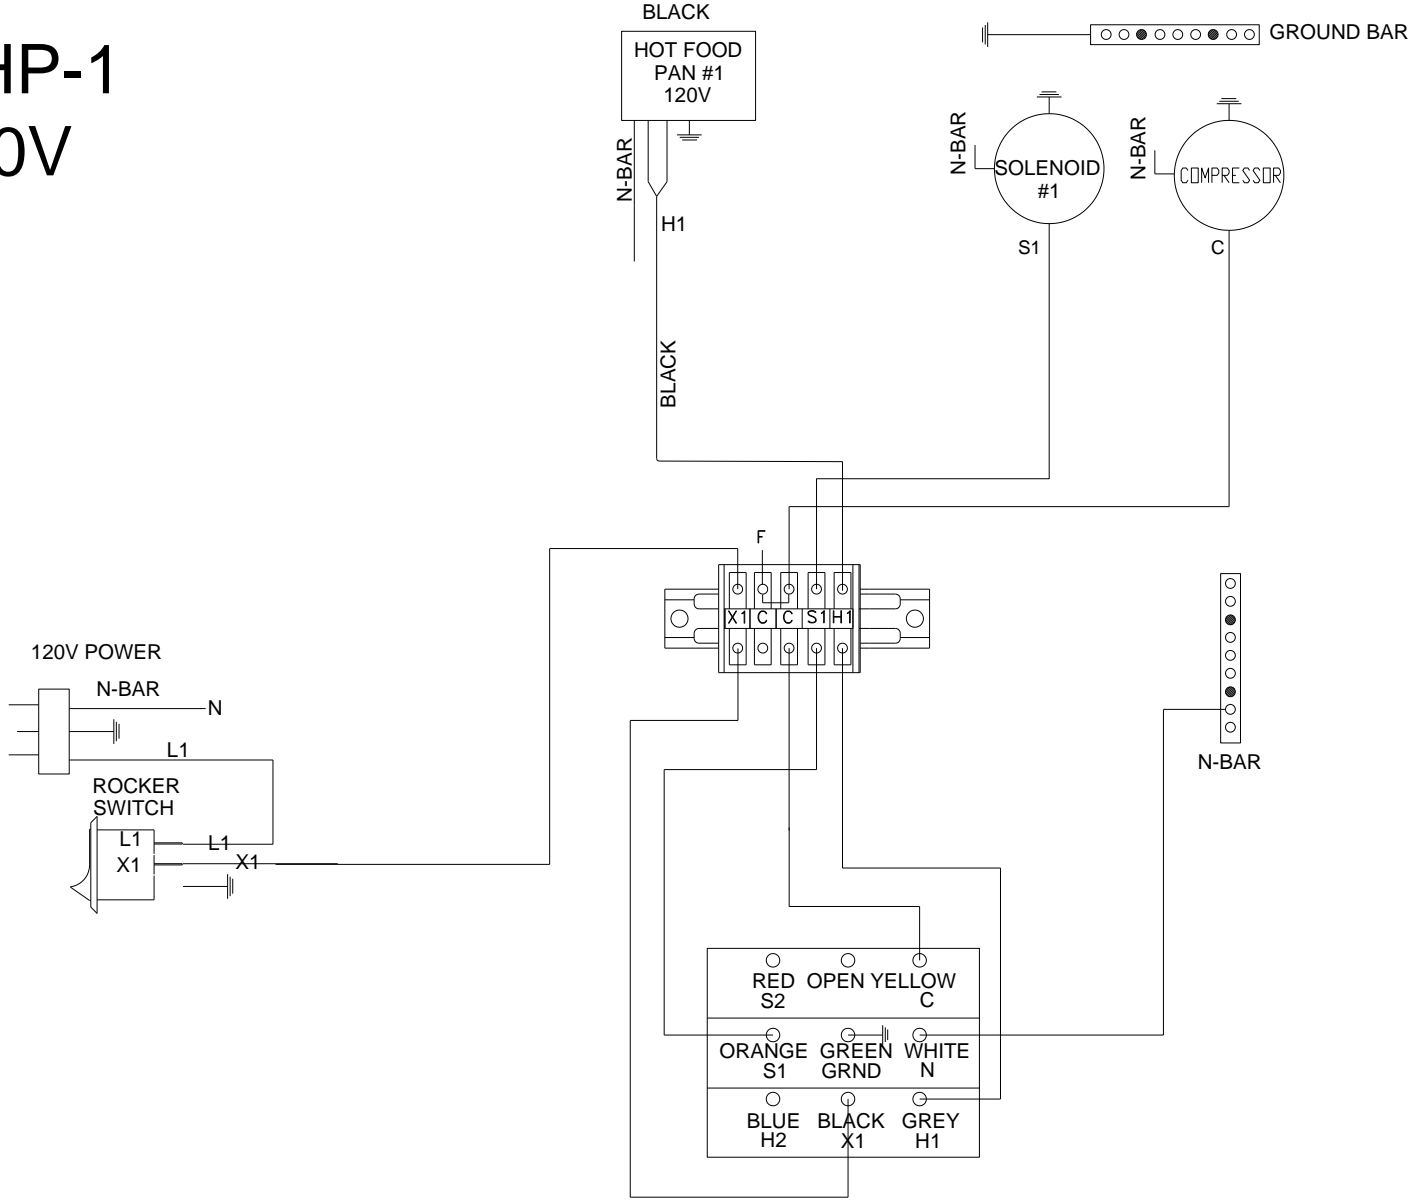 HP-1
0V
BLACK
HOT FOOD
PAN #1
120V
N-BAR
H1
BLACK
GROUND BAR
N-BAR
SOLENOID
#1
S1
N-BAR
COMPRESSOR
C
F
X1 C C S1 H1
120V POWER
N-BAR
N
L1
ROCKER
SWITCH
L1
L1
X1
X1
N-BAR
RED OPEN YELLOW
S2 C
ORANGE GREEN WHITE
S1 GRND N
BLUE BLACK GREY
H2 X1 H1